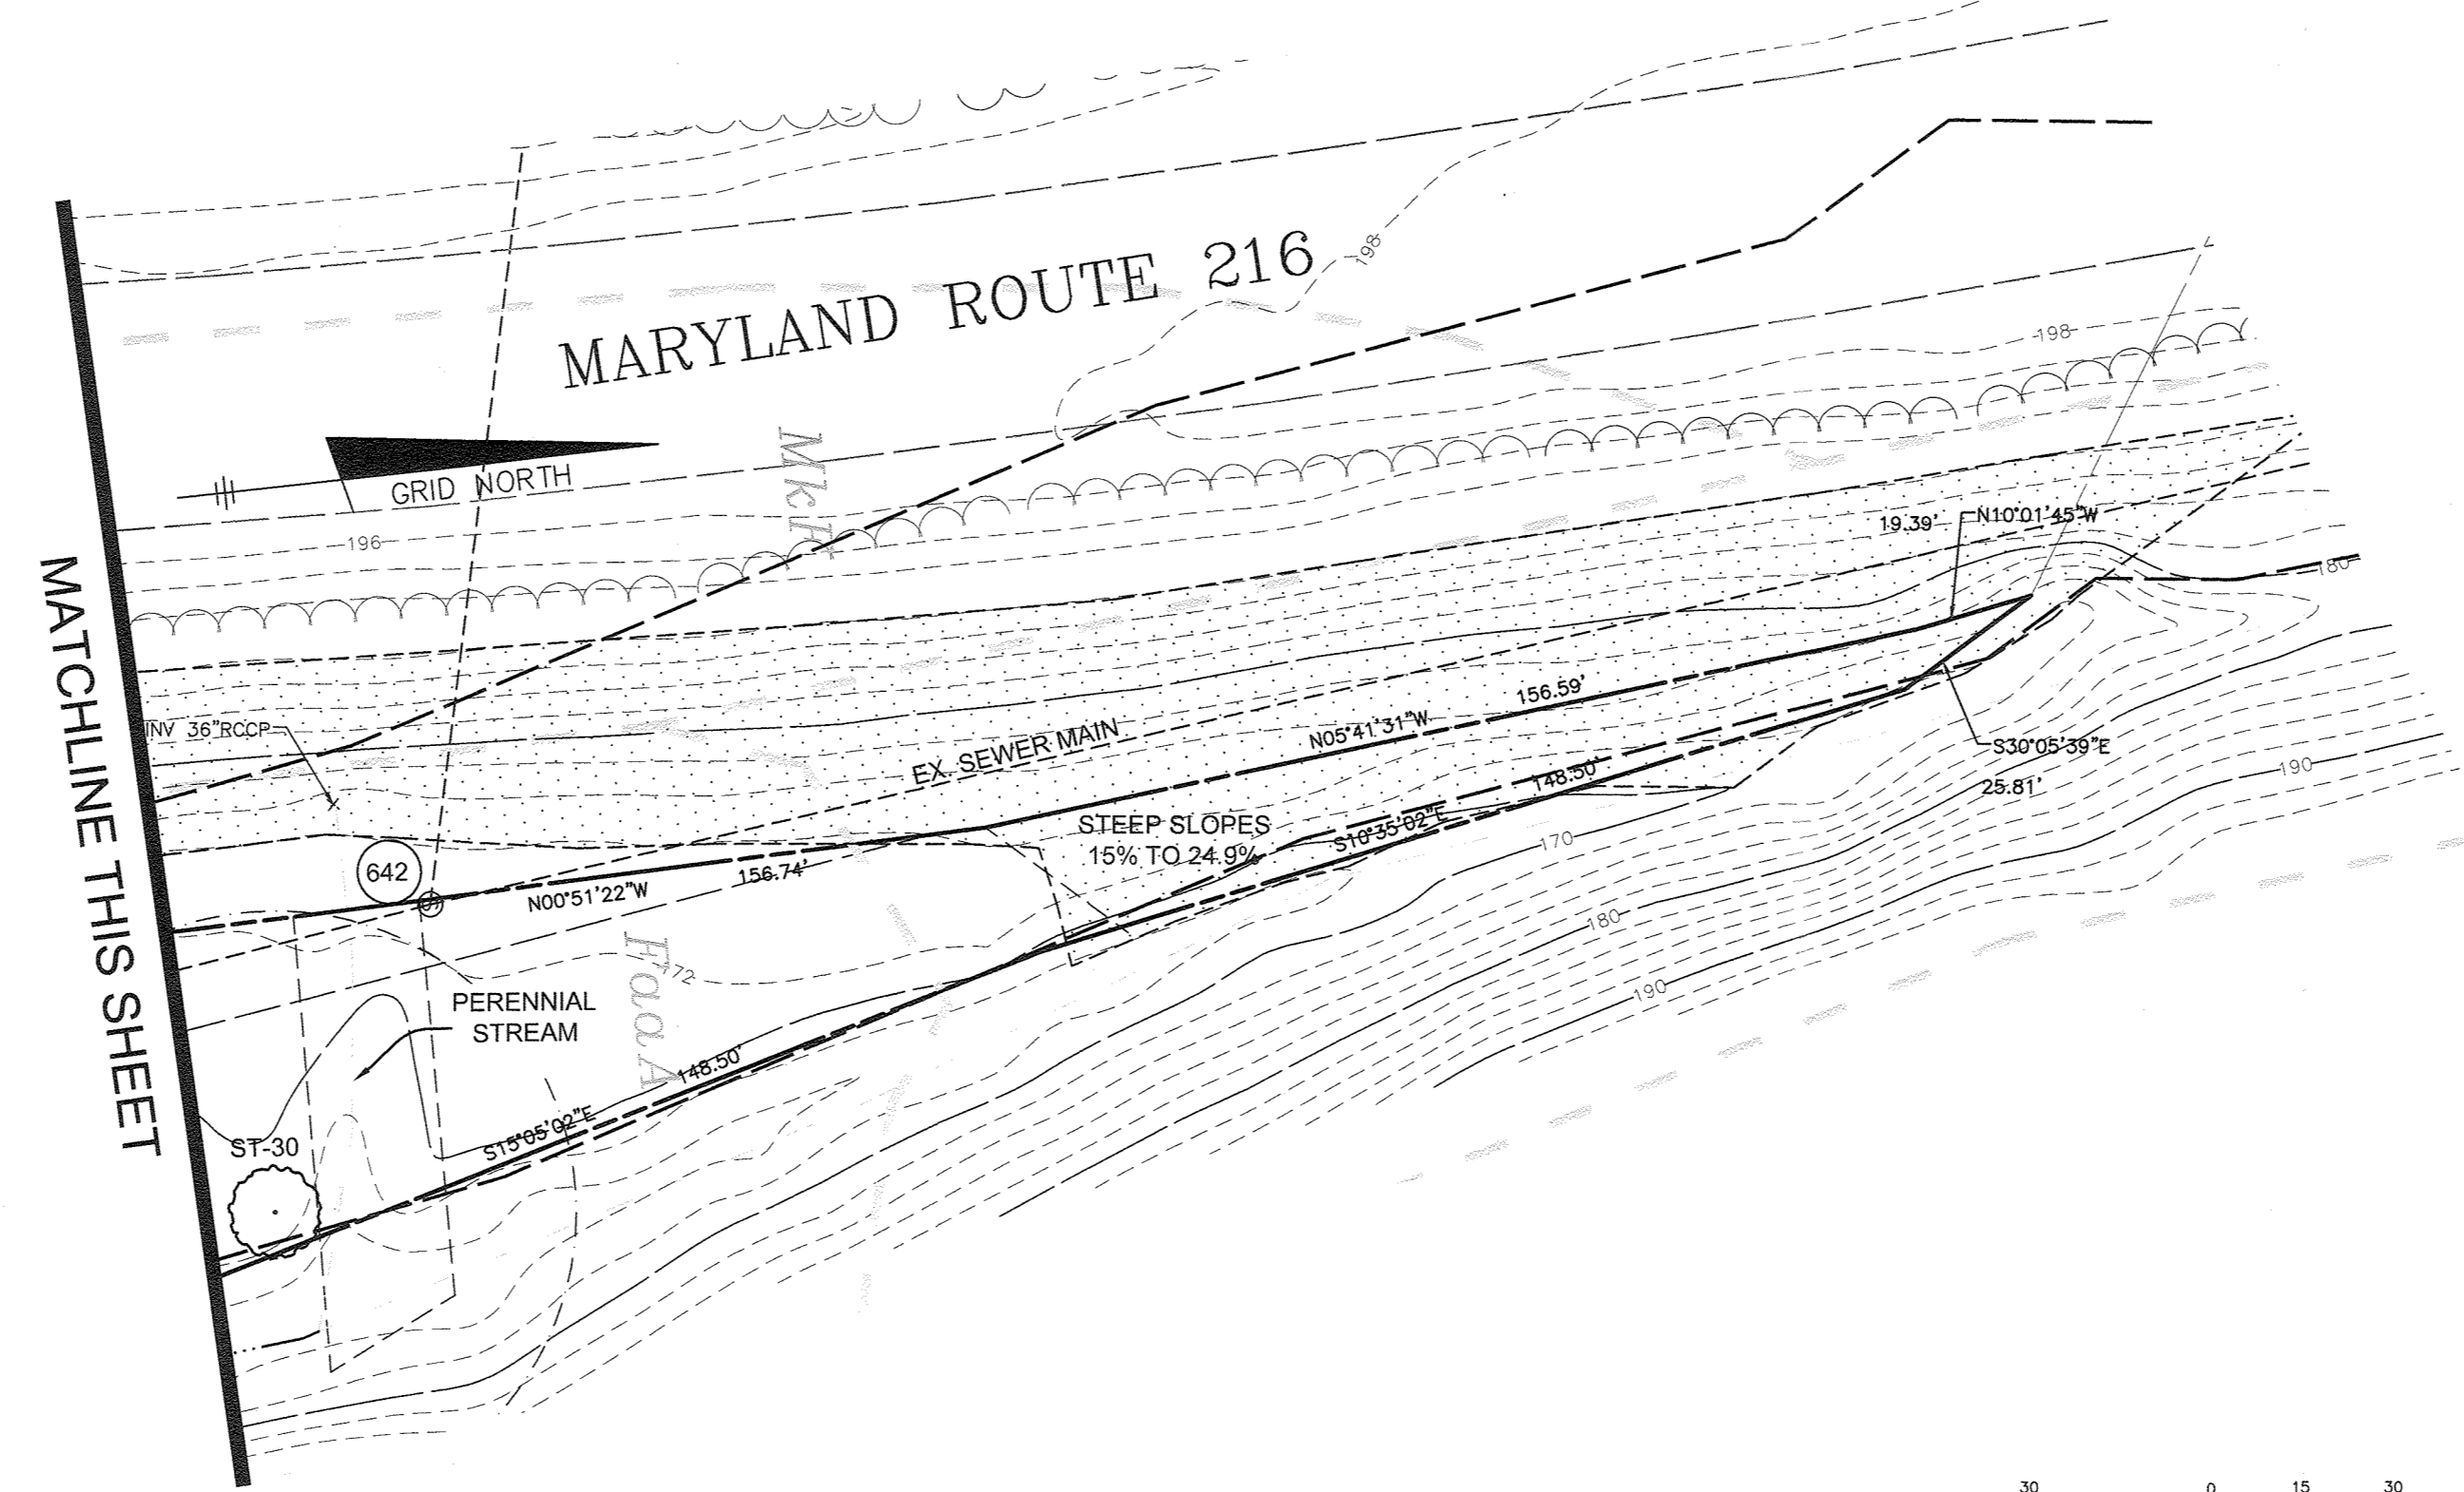 MARYLAND ROUTE 216
198
198
GRID NORTH
196
19.39'
N10°01'45"W
180
MATCHLINE THIS SHEET
INV 36"RCCP
EX. SEWER MAIN
N05°41'31"W
156.59'
S30°05'39"E
25.81'
190
642
N00°51'22"W
156.74'
STEEP SLOPES
15% TO 24.9%
S10°35'02"E
148.50'
170
180
190
PERENNIAL
STREAM
FaaA
148.50'
S15°05'02"E
ST-30
30
0
15
30